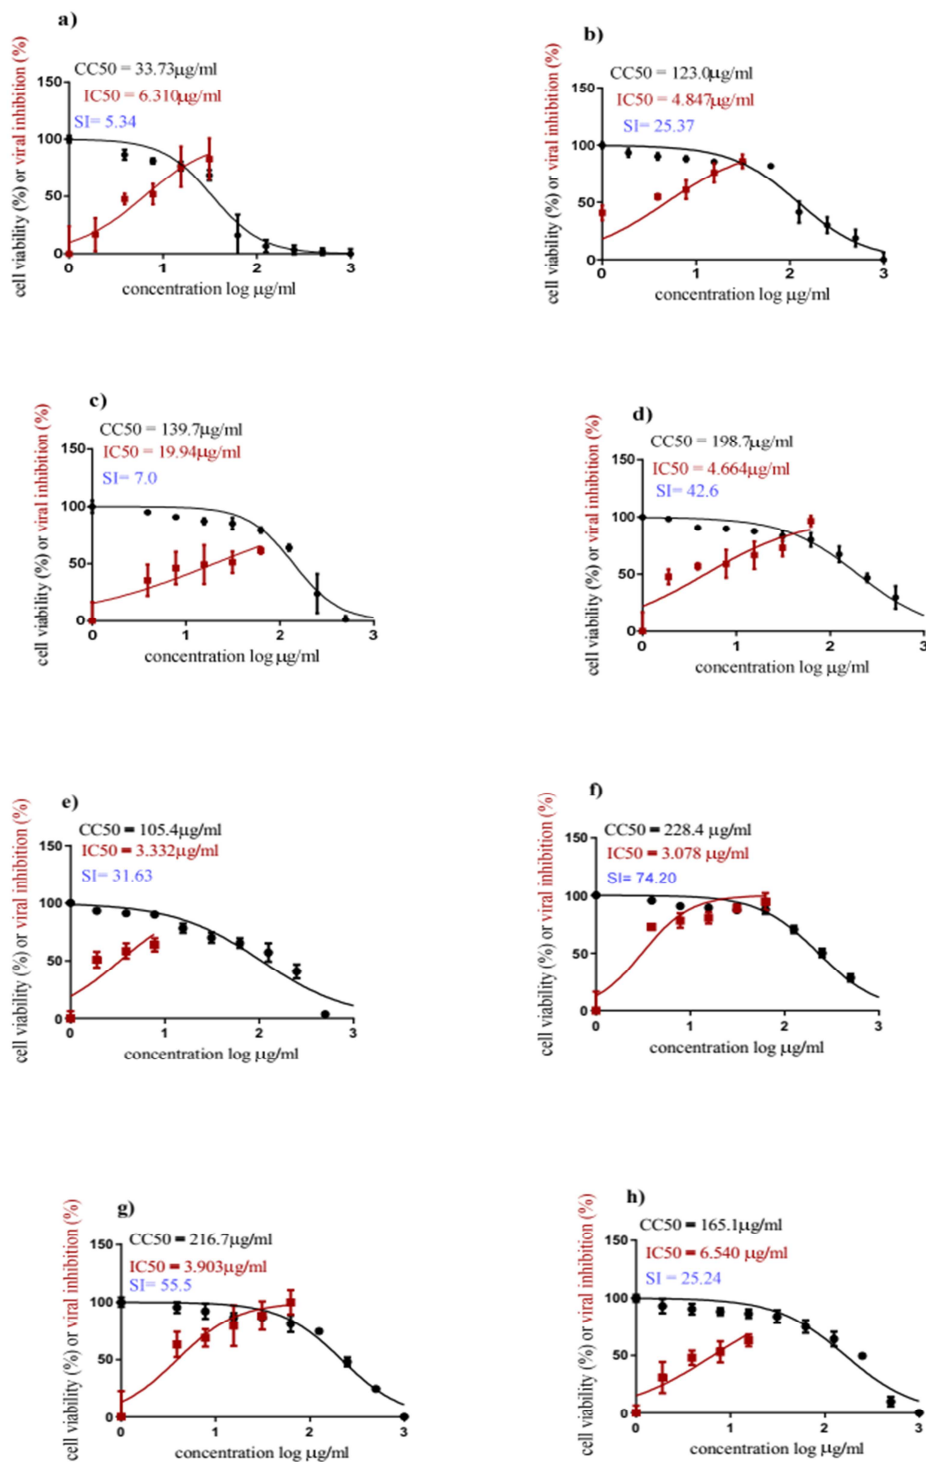 a)
CC50 = 33.73µg/ml
IC50 = 6.310µg/ml
SI= 5.34
cell viability (%) or viral inhibition (%)
150
100
50
0
0 1 2 3
concentration log µg/ml
b)
CC50 = 123.0µg/ml
IC50 = 4.847µg/ml
SI= 25.37
cell viability (%) or viral inhibition (%)
150
100
50
0
0 1 2 3
concentration log µg/ml
c)
CC50 = 139.7µg/ml
IC50 = 19.94µg/ml
SI= 7.0
cell viability (%) or viral inhibition (%)
150
100
50
0
0 1 2 3
concentration log µg/ml
d)
CC50 = 198.7µg/ml
IC50 = 4.664µg/ml
SI= 42.6
cell viability (%) or viral inhibition (%)
150
100
50
0
0 1 2 3
concentration log µg/ml
e)
CC50 = 105.4µg/ml
IC50 = 3.332µg/ml
SI= 31.63
cell viability (%) or viral inhibition (%)
150
100
50
0
0 1 2 3
concentration log µg/ml
f)
CC50 = 228.4 µg/ml
IC50 = 3.078 µg/ml
SI= 74.20
cell viability (%) or viral inhibition (%)
150
100
50
0
0 1 2 3
concentration log µg/ml
g)
CC50 = 216.7µg/ml
IC50 = 3.903µg/ml
SI= 55.5
cell viability (%) or viral inhibition (%)
150
100
50
0
0 1 2 3
concentration log µg/ml
h)
CC50 = 165.1µg/ml
IC50 = 6.540 µg/ml
SI = 25.24
cell viability (%) or viral inhibition (%)
150
100
50
0
0 1 2 3
concentration log µg/ml